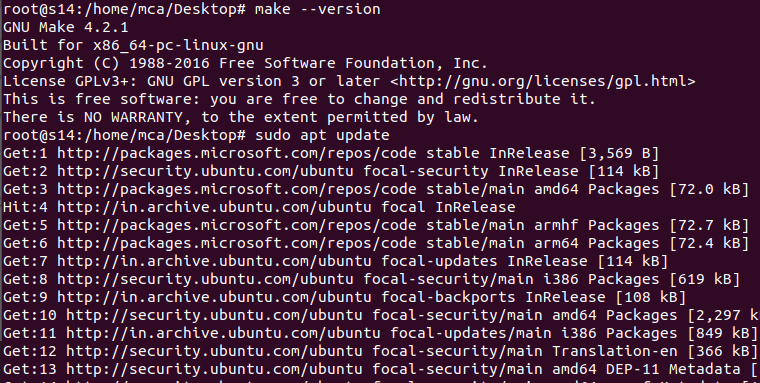 root@s14:/home/mca/Desktop# make --version
GNU Make 4.2.1
Built for x86_64-pc-linux-gnu
Copyright (C) 1988-2016 Free Software Foundation, Inc.
License GPLv3+: GNU GPL version 3 or later <http://gnu.org/licenses/gpl.html>
This is free software: you are free to change and redistribute it.
There is NO WARRANTY, to the extent permitted by law.
root@s14:/home/mca/Desktop# sudo apt update
Get:1 http://packages.microsoft.com/repos/code stable InRelease [3,569 B]
Get:2 http://security.ubuntu.com/ubuntu focal-security InRelease [114 kB]
Get:3 http://packages.microsoft.com/repos/code stable/main amd64 Packages [72.0 kB]
Hit:4 http://in.archive.ubuntu.com/ubuntu focal InRelease
Get:5 http://packages.microsoft.com/repos/code stable/main armhf Packages [72.7 kB]
Get:6 http://packages.microsoft.com/repos/code stable/main arm64 Packages [72.4 kB]
Get:7 http://in.archive.ubuntu.com/ubuntu focal-updates InRelease [114 kB]
Get:8 http://security.ubuntu.com/ubuntu focal-security/main i386 Packages [619 kB]
Get:9 http://in.archive.ubuntu.com/ubuntu focal-backports InRelease [108 kB]
Get:10 http://security.ubuntu.com/ubuntu focal-security/main amd64 Packages [2,297 k
Get:11 http://in.archive.ubuntu.com/ubuntu focal-updates/main i386 Packages [849 kB]
Get:12 http://security.ubuntu.com/ubuntu focal-security/main Translation-en [366 kB]
Get:13 http://security.ubuntu.com/ubuntu focal-security/main amd64 DEP-11 Metadata [